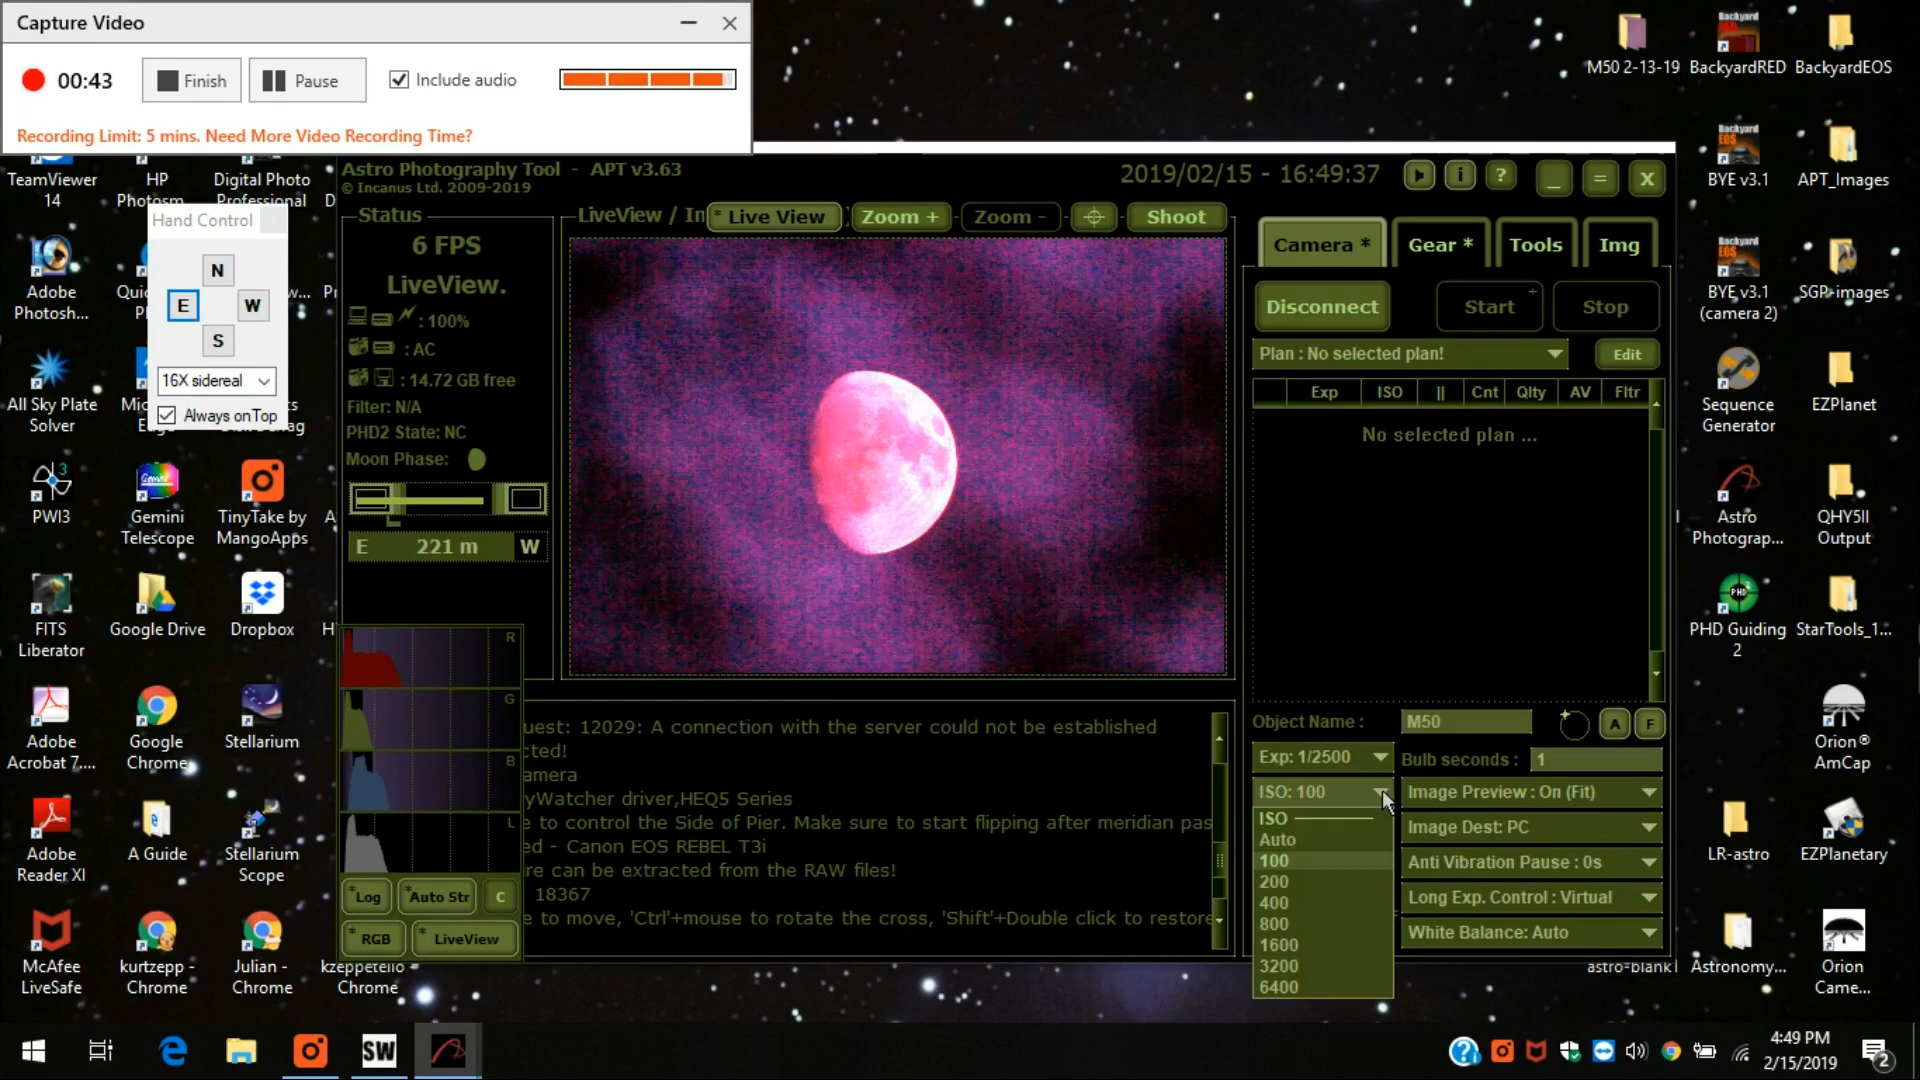 Capture Video
00:43
Finish
Pause
Include audio
Recording Limit: 5 mins. Need More Video Recording Time?
M50 2-13-19
BackyardRED
BackyardEOS
TeamViewer 14
HP Photosm...
Digital Photo Professional
BYE v3.1
APT_Images
Hand Control
N
E
W
S
16X sidereal
Always on Top
Adobe Photosh...
BYE v3.1 (camera 2)
SGP-images
All Sky Plate Solver
Sequence Generator
EZPlanet
PWI3
Gemini Telescope
TinyTake by MangoApps
Astro Photograp...
QHY5II Output
FITS Liberator
Google Drive
Dropbox
PHD Guiding 2
StarTools_1...
Adobe Acrobat 7....
Google Chrome
Stellarium
Orion® AmCap
Adobe Reader XI
A Guide
Stellarium Scope
LR-astro
EZPlanetary
McAfee LiveSafe
kurtzepp - Chrome
Julian - Chrome
kzeppetello - Chrome
astro-blank1
Astronomy...
Orion Came...
Astro Photography Tool - APT v3.63
© Incanus Ltd. 2009-2019
2019/02/15 - 16:49:37
i
?
_
=
X
Status
6 FPS
LiveView.
: 100%
: AC
: 14.72 GB free
Filter: N/A
PHD2 State: NC
Moon Phase:
E 221 m W
LiveView / Im
* Live View
Zoom +
Zoom -
Shoot
Camera *
Gear *
Tools
Img
Disconnect
Start +
Stop
Plan : No selected plan!
Edit
Exp ISO || Cnt Qlty AV Fltr
No selected plan ...
R
G
B
L
*Log
*Auto Str
C
* RGB
* LiveView
uest: 12029: A connection with the server could not be established
cted!
amera
yWatcher driver,HEQ5 Series
e to control the Side of Pier. Make sure to start flipping after meridian pas
ed - Canon EOS REBEL T3i
re can be extracted from the RAW files!
18367
e to move, 'Ctrl'+mouse to rotate the cross, 'Shift'+Double click to restore
Object Name : M50
A
F
Exp: 1/2500
Bulb seconds : 1
ISO: 100
Image Preview : On (Fit)
ISO
Image Dest: PC
Auto
100
Anti Vibration Pause : 0s
200
Long Exp. Control : Virtual
400
800
White Balance: Auto
1600
3200
6400
SW
4:49 PM
2/15/2019
2